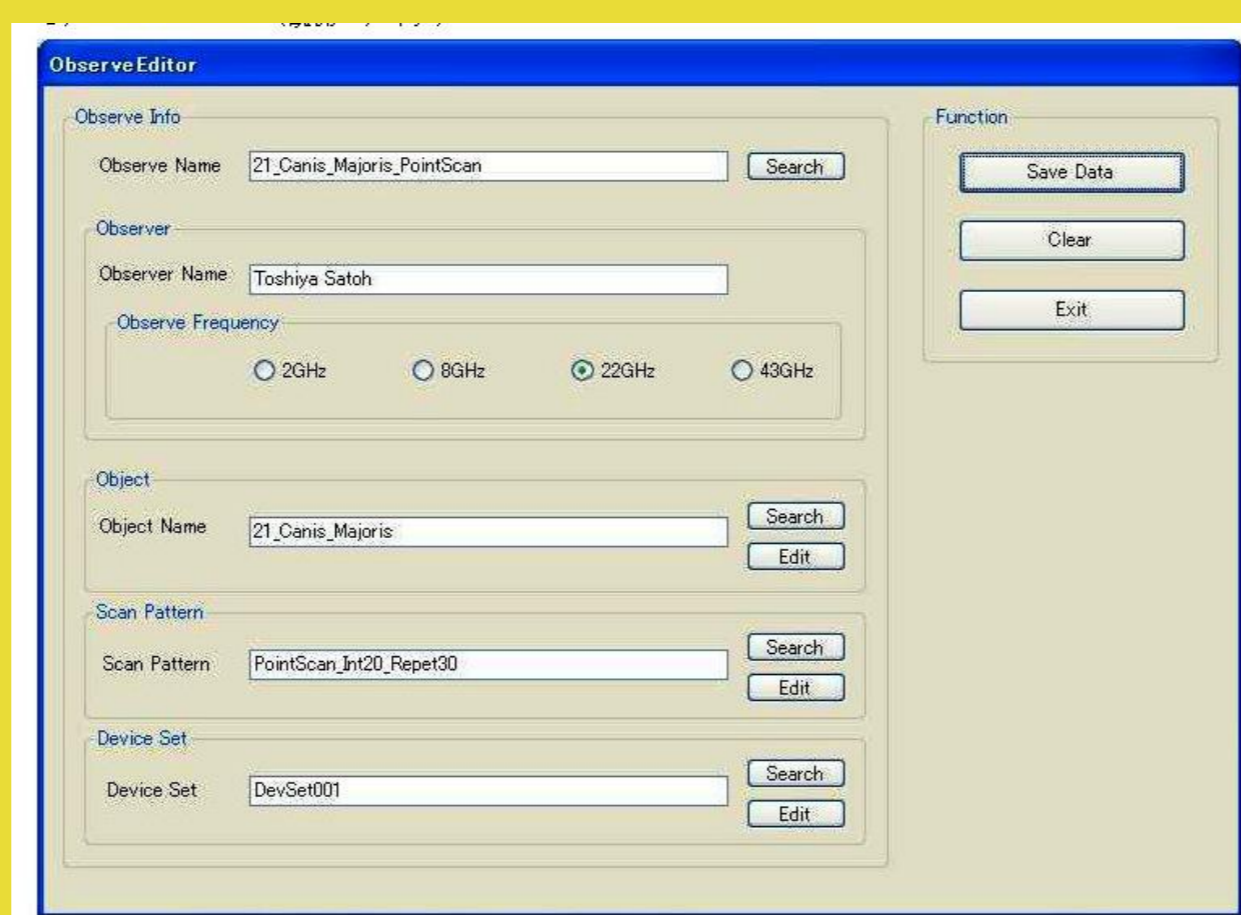 ObserveEditor
Observe Info
Observe Name 21_Canis_Majoris_PointScan Search
Observer
Observer Name Toshiya Satoh
Observe Frequency
2GHz 8GHz 22GHz 43GHz
Object
Object Name 21_Canis_Majoris Search
Edit
Scan Pattern
Scan Pattern PointScan_Int20_Repet30 Search
Edit
Device Set
Device Set DevSet001 Search
Edit
Function
Save Data
Clear
Exit